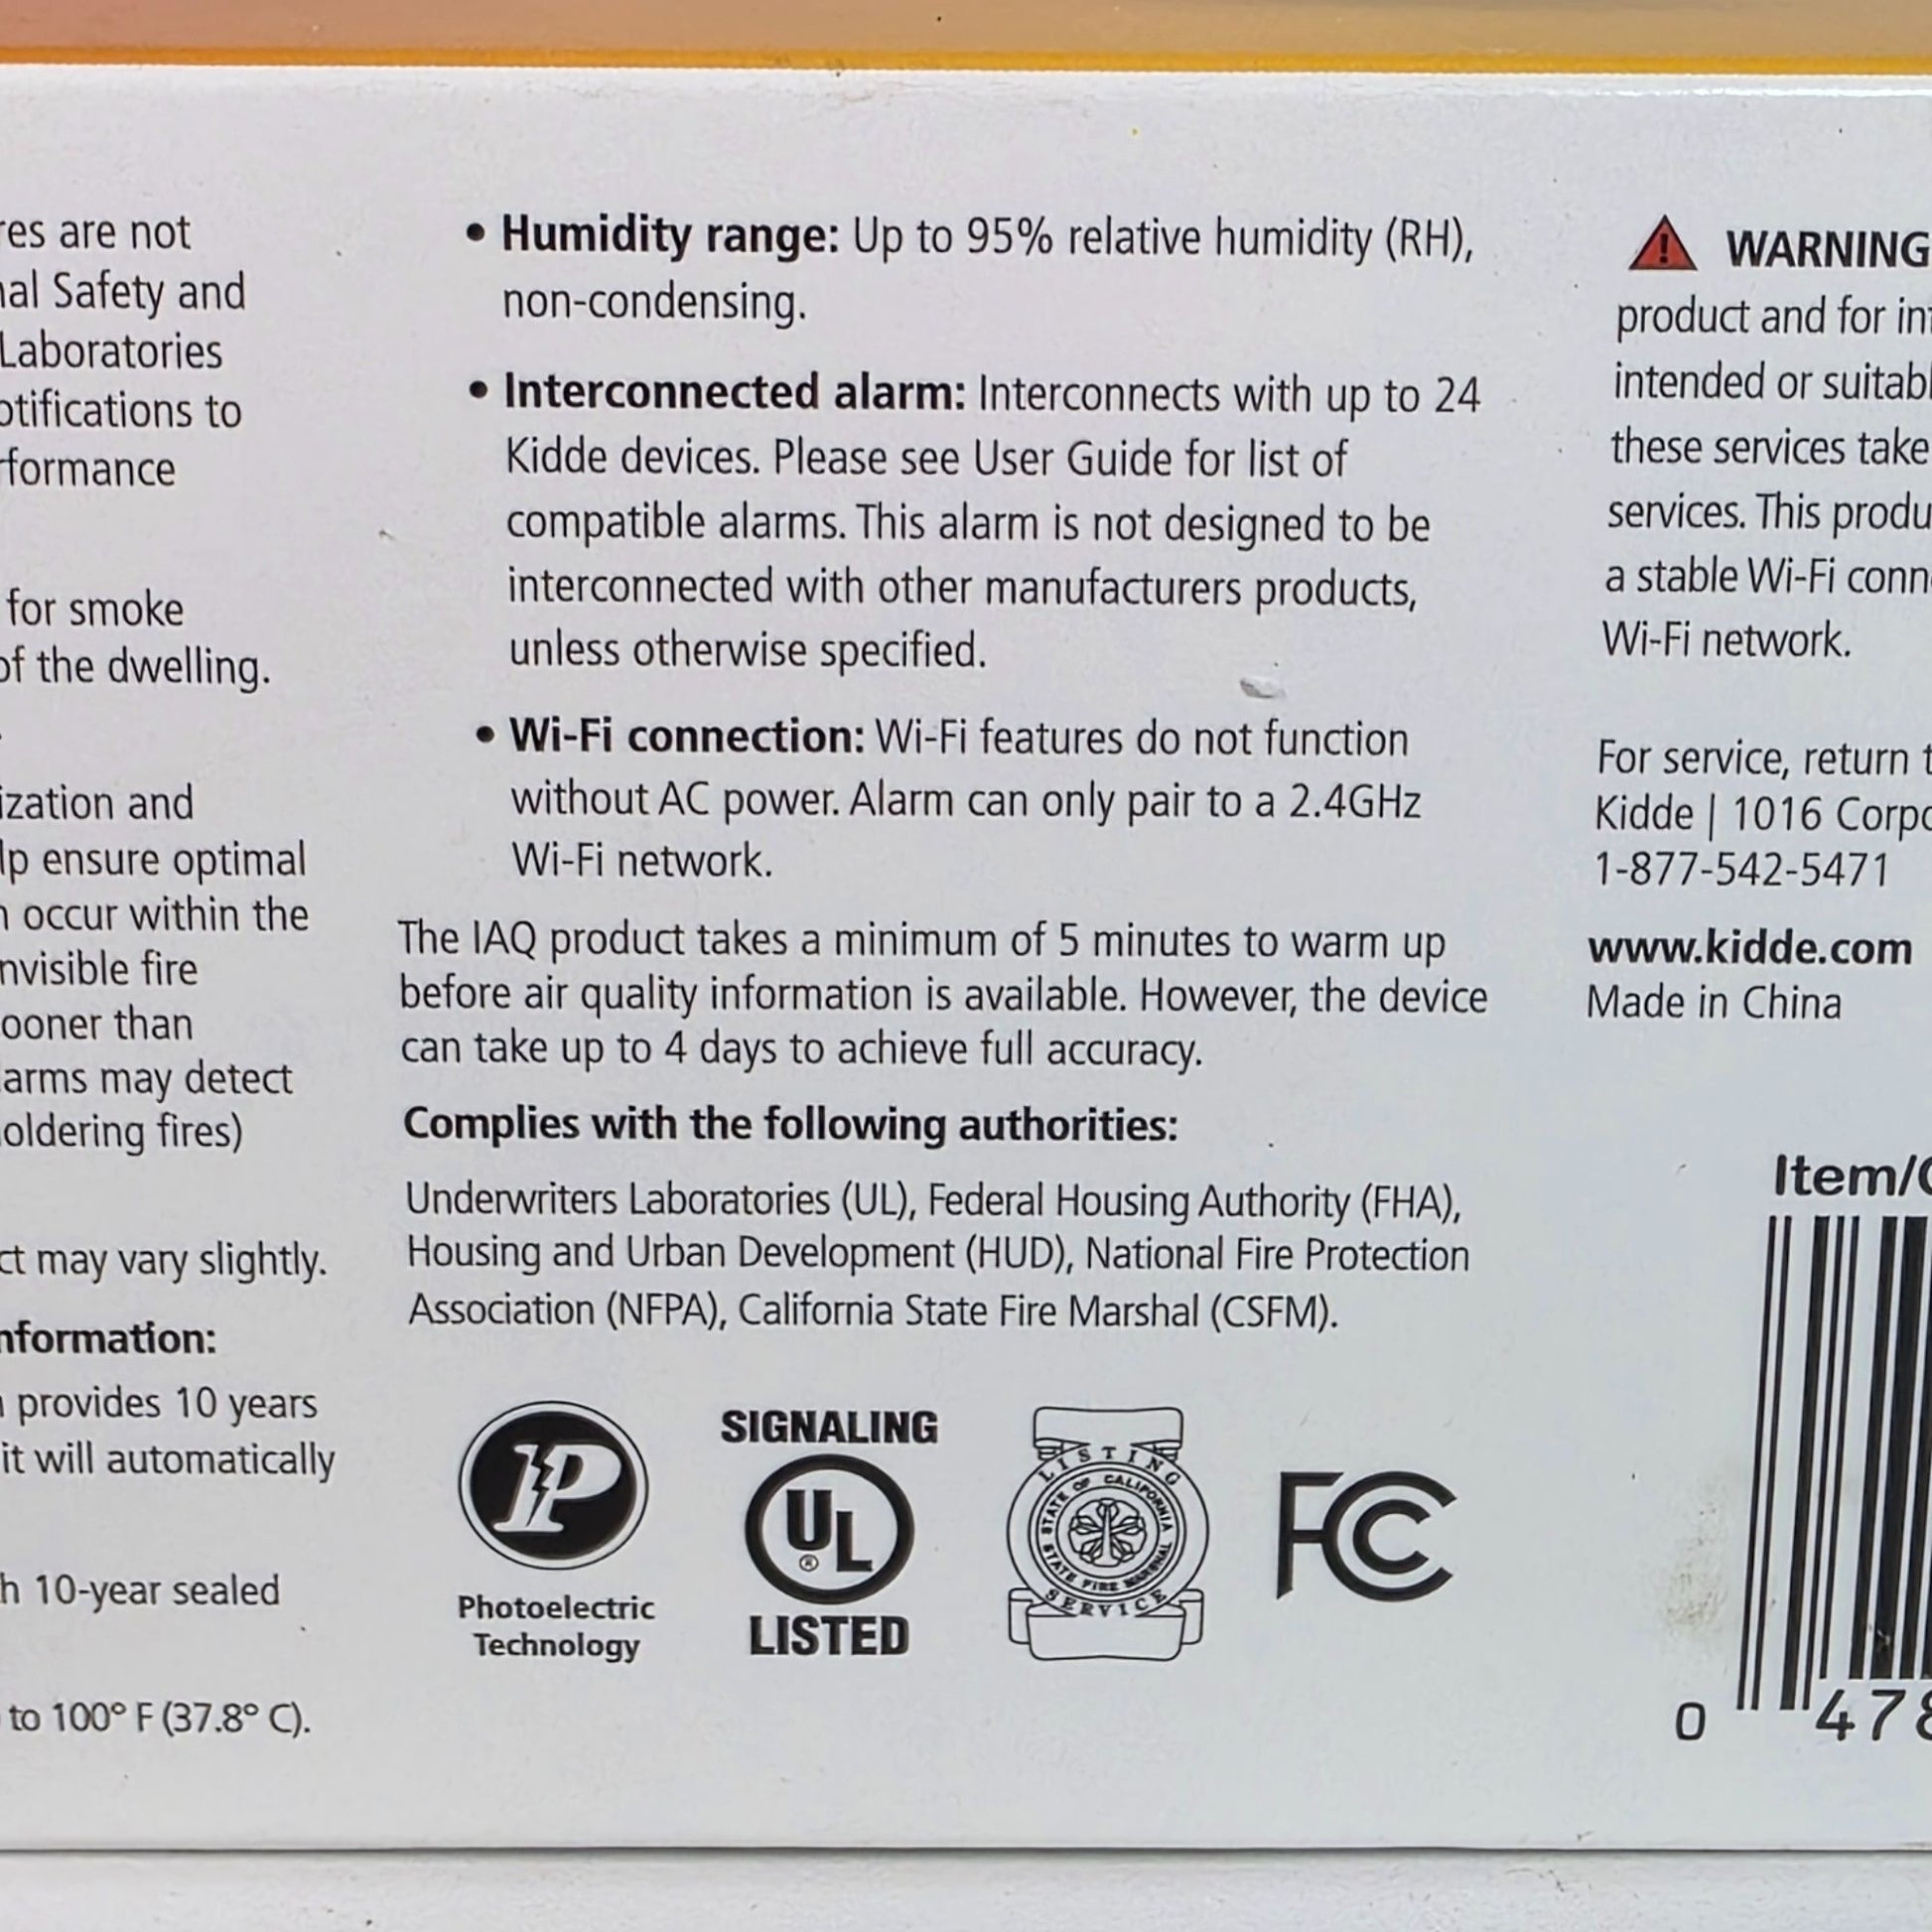 res are not
nal Safety and
Laboratories
otifications to
rformance
for smoke
of the dwelling.
ization and
lp ensure optimal
n occur within the
nvisible fire
ooner than
larms may detect
oldering fires)
ct may vary slightly.
nformation:
n provides 10 years
it will automatically
h 10-year sealed
to 100° F (37.8° C).
• Humidity range: Up to 95% relative humidity (RH),
non-condensing.
• Interconnected alarm: Interconnects with up to 24
Kidde devices. Please see User Guide for list of
compatible alarms. This alarm is not designed to be
interconnected with other manufacturers products,
unless otherwise specified.
• Wi-Fi connection: Wi-Fi features do not function
without AC power. Alarm can only pair to a 2.4GHz
Wi-Fi network.
The IAQ product takes a minimum of 5 minutes to warm up
before air quality information is available. However, the device
can take up to 4 days to achieve full accuracy.
Complies with the following authorities:
Underwriters Laboratories (UL), Federal Housing Authority (FHA),
Housing and Urban Development (HUD), National Fire Protection
Association (NFPA), California State Fire Marshal (CSFM).
P
Photoelectric
Technology
SIGNALING
UL
®
LISTED
LISTING
STATE OF CALIFORNIA
STATE FIRE MARSHAL
SERVICE
FC
WARNING
product and for in
intended or suitabl
these services take
services. This produ
a stable Wi-Fi conn
Wi-Fi network.
For service, return t
Kidde | 1016 Corpo
1-877-542-5471
www.kidde.com
Made in China
Item/
0 478